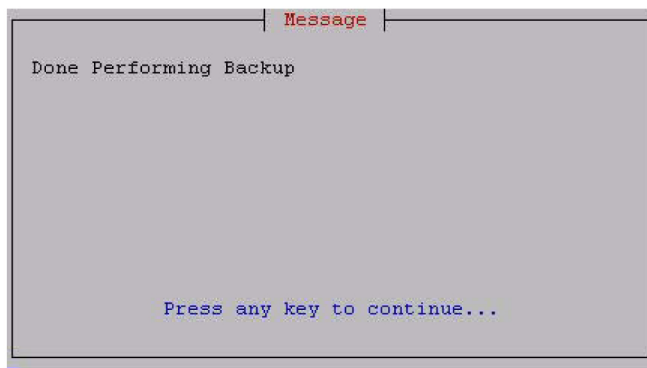 Message
Done Performing Backup
Press any key to continue...